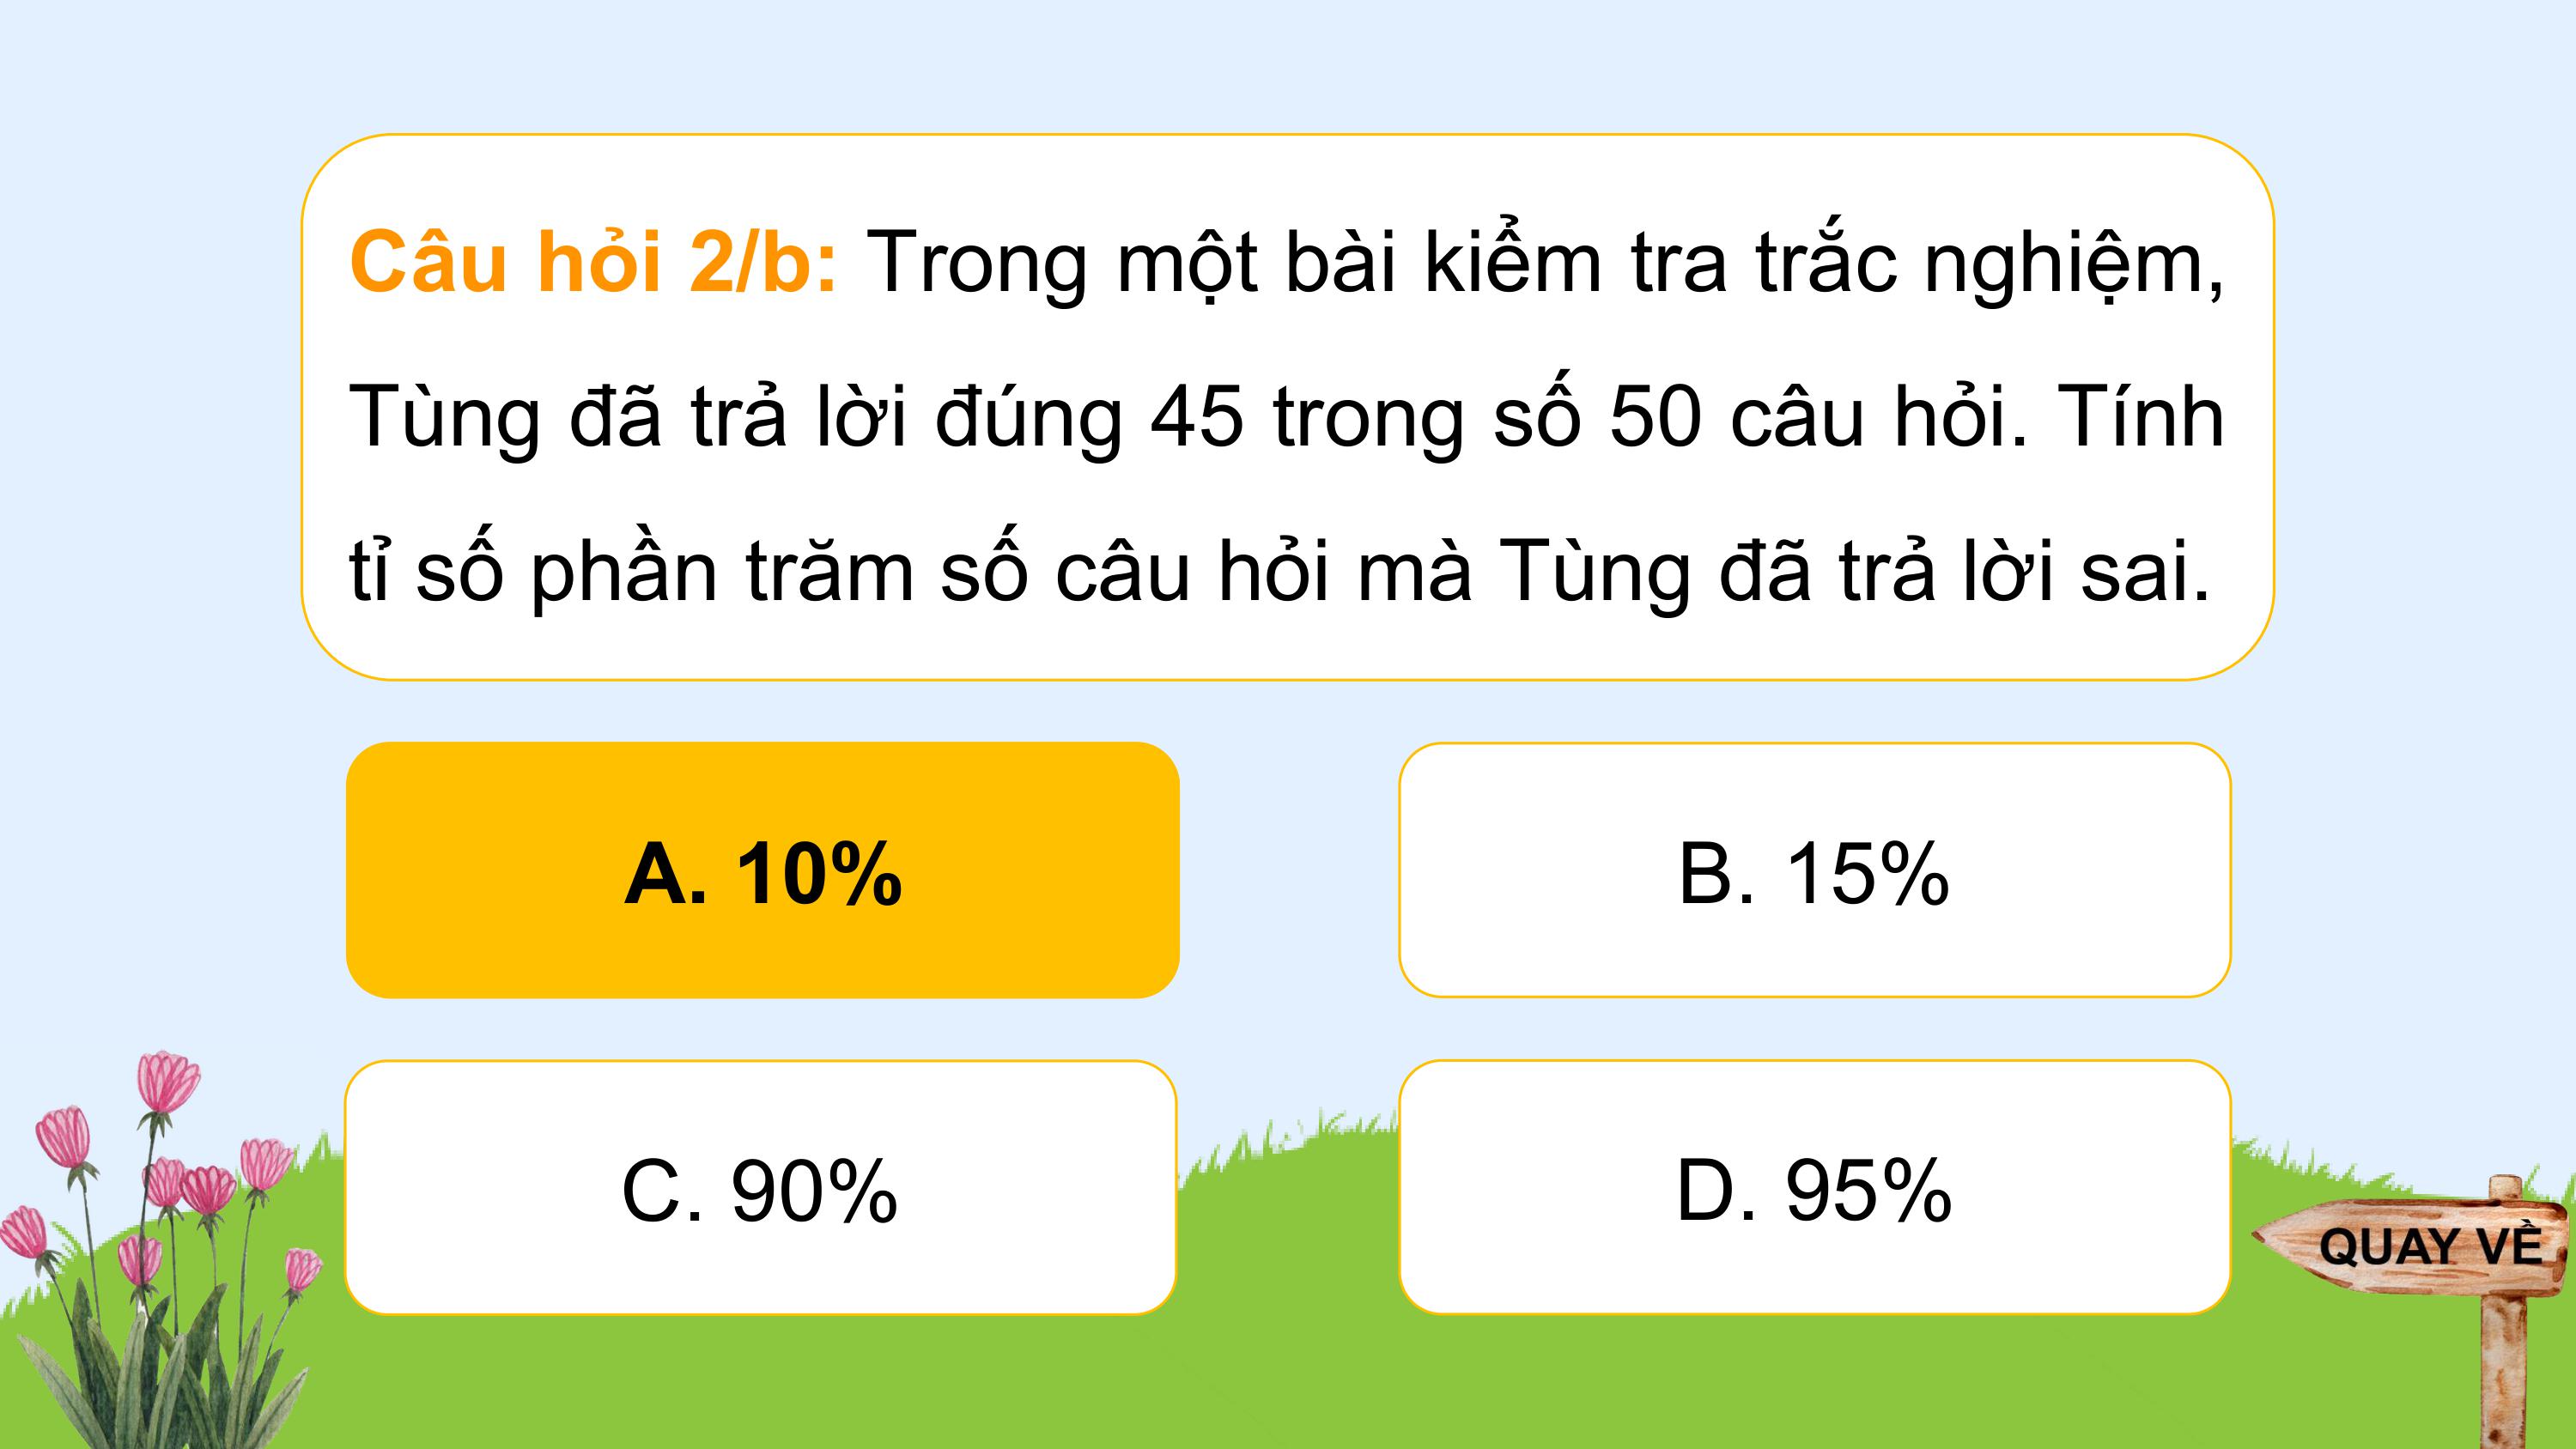 Câu hỏi 2/b: Trong một bài kiểm tra trắc nghiệm,
Tùng đã trả lời đúng 45 trong số 50 câu hỏi. Tính
tỉ số phần trăm số câu hỏi mà Tùng đã trả lời sai.
A. 10%
B. 15%
C. 90%
D. 95%
QUAY VỀ